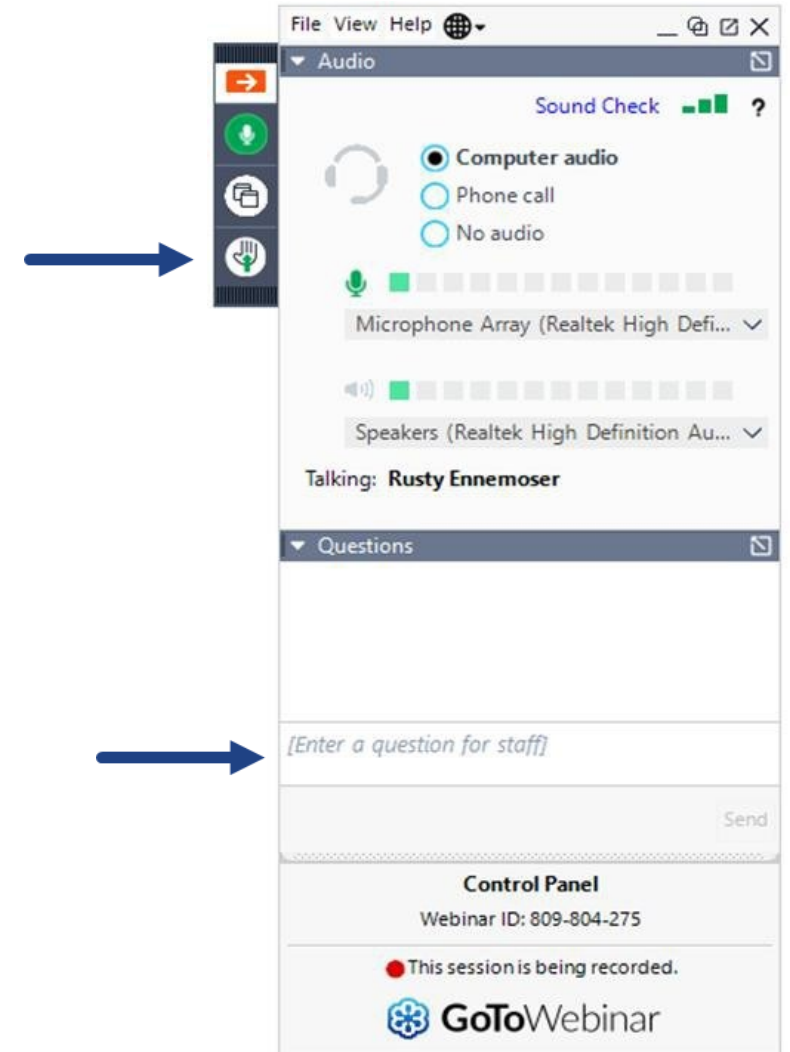 File View Help
Audio
Sound Check ?
Computer audio
Phone call
No audio
Microphone Array (Realtek High Defi...
Speakers (Realtek High Definition Au...
Talking: Rusty Ennemoser
Questions
[Enter a question for staff]
Send
Control Panel
Webinar ID: 809-804-275
This session is being recorded.
GoToWebinar